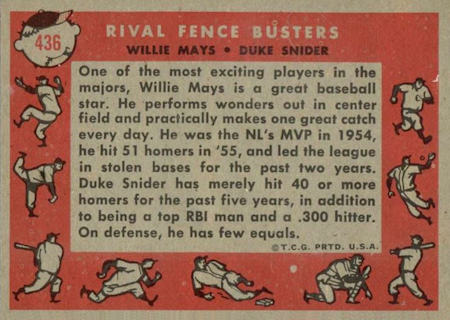 436
RIVAL FENCE BUSTERS
WILLIE MAYS • DUKE SNIDER
One of the most exciting players in the
majors, Willie Mays is a great baseball
star. He performs wonders out in center
field and practically makes one great catch
every day. He was the NL's MVP in 1954,
he hit 51 homers in '55, and led the league
in stolen bases for the past two years.
Duke Snider has merely hit 40 or more
homers for the past five years, in addition
to being a top RBI man and a .300 hitter.
On defense, he has few equals.
© T.C.G. PRTD. U.S.A.